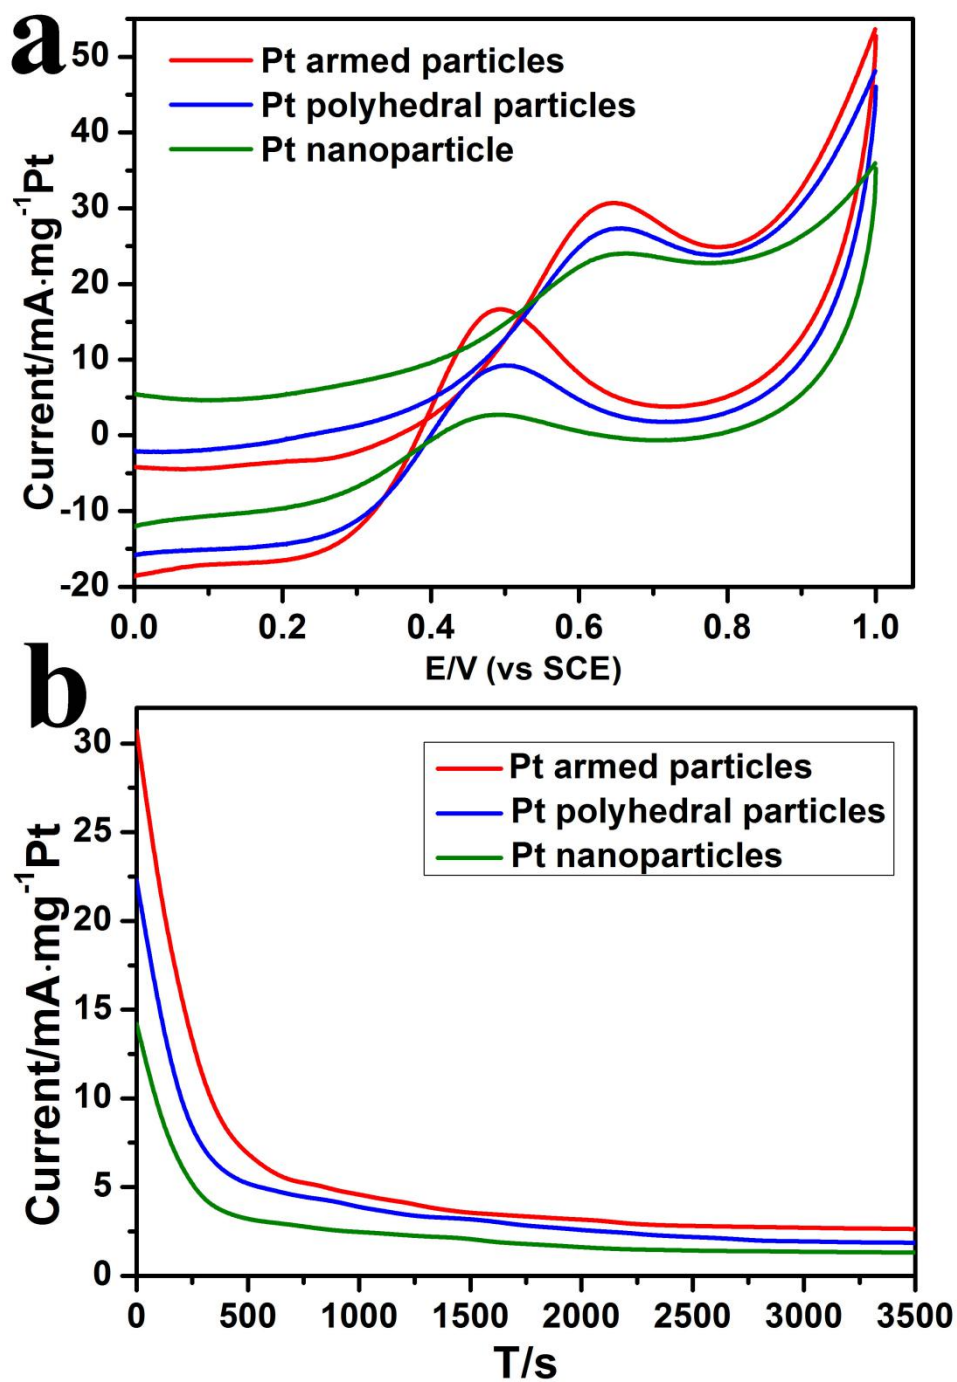 a
Pt armed particles
Pt polyhedral particles
Pt nanoparticle
Current/mA·mg⁻¹Pt
50
40
30
20
10
0
-10
-20
0.0 0.2 0.4 0.6 0.8 1.0
E/V (vs SCE)
b
Pt armed particles
Pt polyhedral particles
Pt nanoparticles
Current/mA·mg⁻¹Pt
30
25
20
15
10
5
0
0 500 1000 1500 2000 2500 3000 3500
T/s